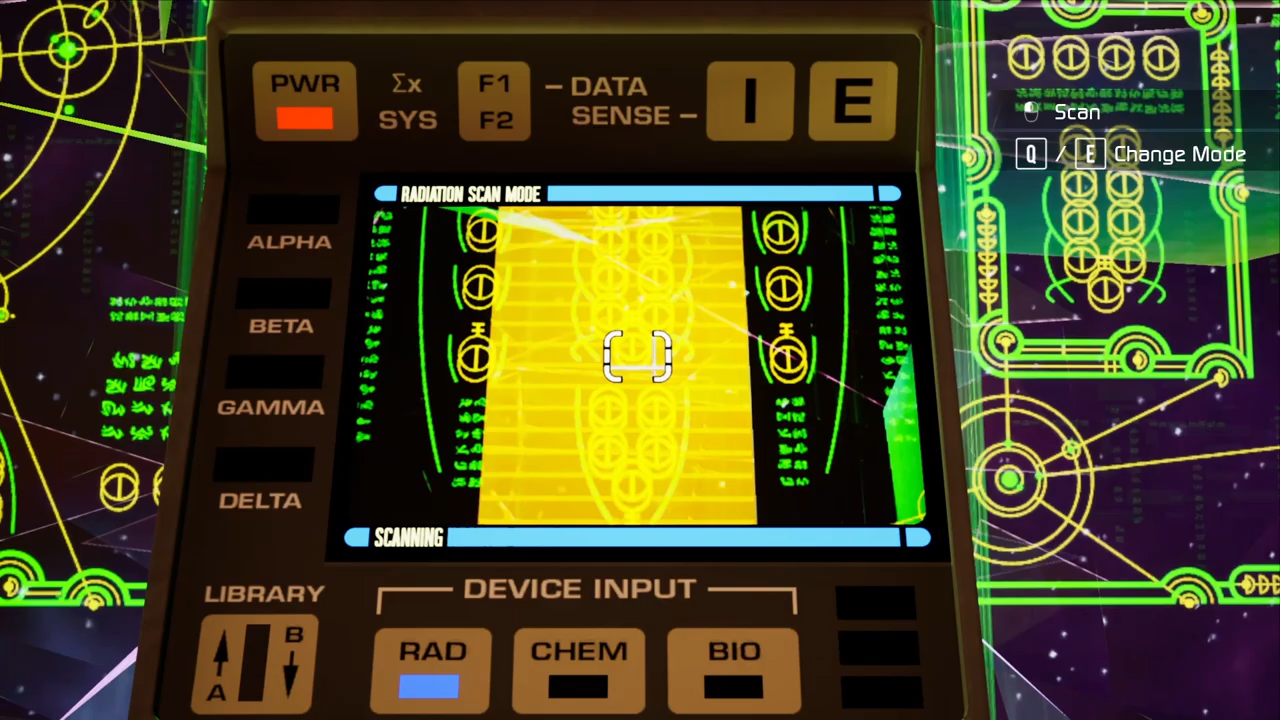 PWR
Σx
SYS
F1
F2
– DATA
SENSE –
I
E
Scan
Q / E Change Mode
RADIATION SCAN MODE
ALPHA
BETA
GAMMA
DELTA
SCANNING
LIBRARY
A
B
DEVICE INPUT
RAD
CHEM
BIO